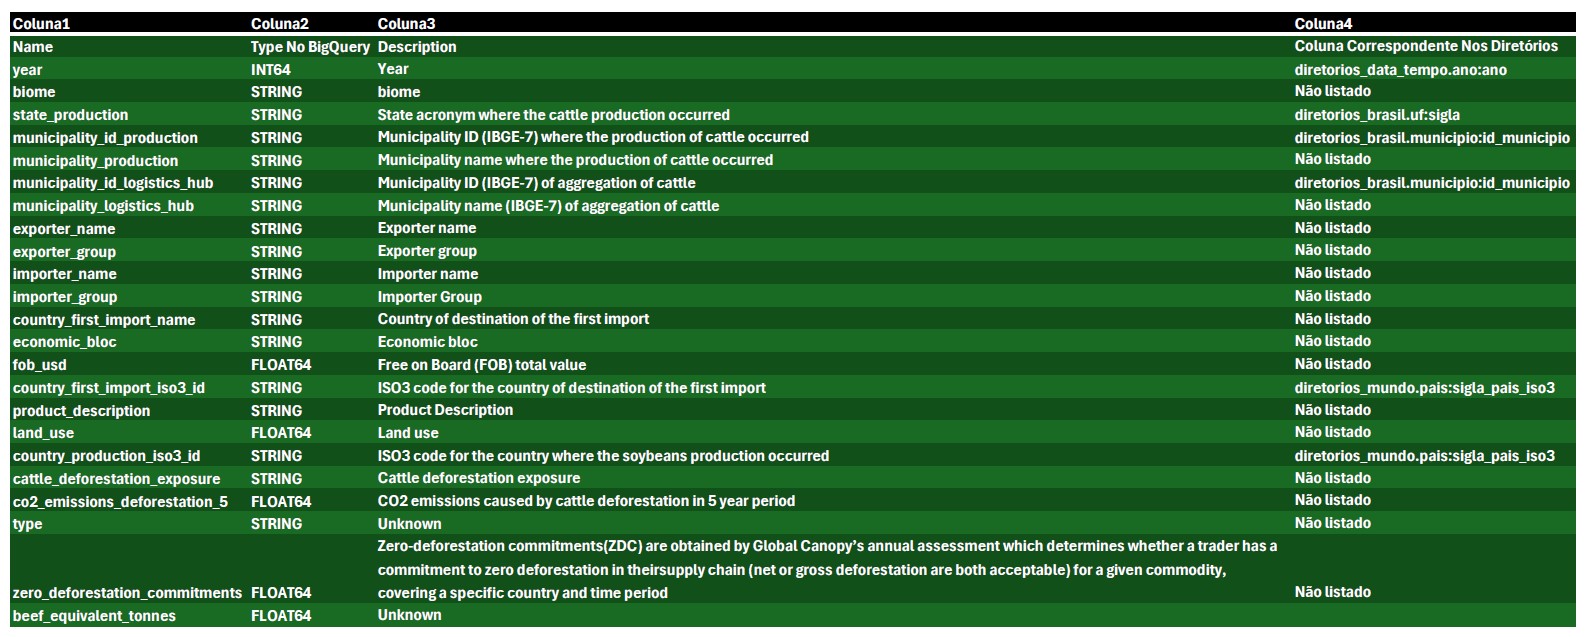 Coluna1 Coluna2 Coluna3 Coluna4
Name Type No BigQuery Description Coluna Correspondente Nos Diretórios
year INT64 Year diretorios_data_tempo.ano:ano
biome STRING biome Não listado
state_production STRING State acronym where the cattle production occurred diretorios_brasil.uf:sigla
municipality_id_production STRING Municipality ID (IBGE-7) where the production of cattle occurred diretorios_brasil.municipio:id_municipio
municipality_production STRING Municipality name where the production of cattle occurred Não listado
municipality_id_logistics_hub STRING Municipality ID (IBGE-7) of aggregation of cattle diretorios_brasil.municipio:id_municipio
municipality_logistics_hub STRING Municipality name (IBGE-7) of aggregation of cattle Não listado
exporter_name STRING Exporter name Não listado
exporter_group STRING Exporter group Não listado
importer_name STRING Importer name Não listado
importer_group STRING Importer Group Não listado
country_first_import_name STRING Country of destination of the first import Não listado
economic_bloc STRING Economic bloc Não listado
fob_usd FLOAT64 Free on Board (FOB) total value Não listado
country_first_import_iso3_id STRING ISO3 code for the country of destination of the first import diretorios_mundo.pais:sigla_pais_iso3
product_description STRING Product Description Não listado
land_use FLOAT64 Land use Não listado
country_production_iso3_id STRING ISO3 code for the country where the soybeans production occurred diretorios_mundo.pais:sigla_pais_iso3
cattle_deforestation_exposure STRING Cattle deforestation exposure Não listado
co2_emissions_deforestation_5 FLOAT64 CO2 emissions caused by cattle deforestation in 5 year period Não listado
type STRING Unknown Não listado
Zero-deforestation commitments(ZDC) are obtained by Global Canopy's annual assessment which determines whether a trader has a
commitment to zero deforestation in theirsupply chain (net or gross deforestation are both acceptable) for a given commodity,
zero_deforestation_commitments FLOAT64 covering a specific country and time period Não listado
beef_equivalent_tonnes FLOAT64 Unknown